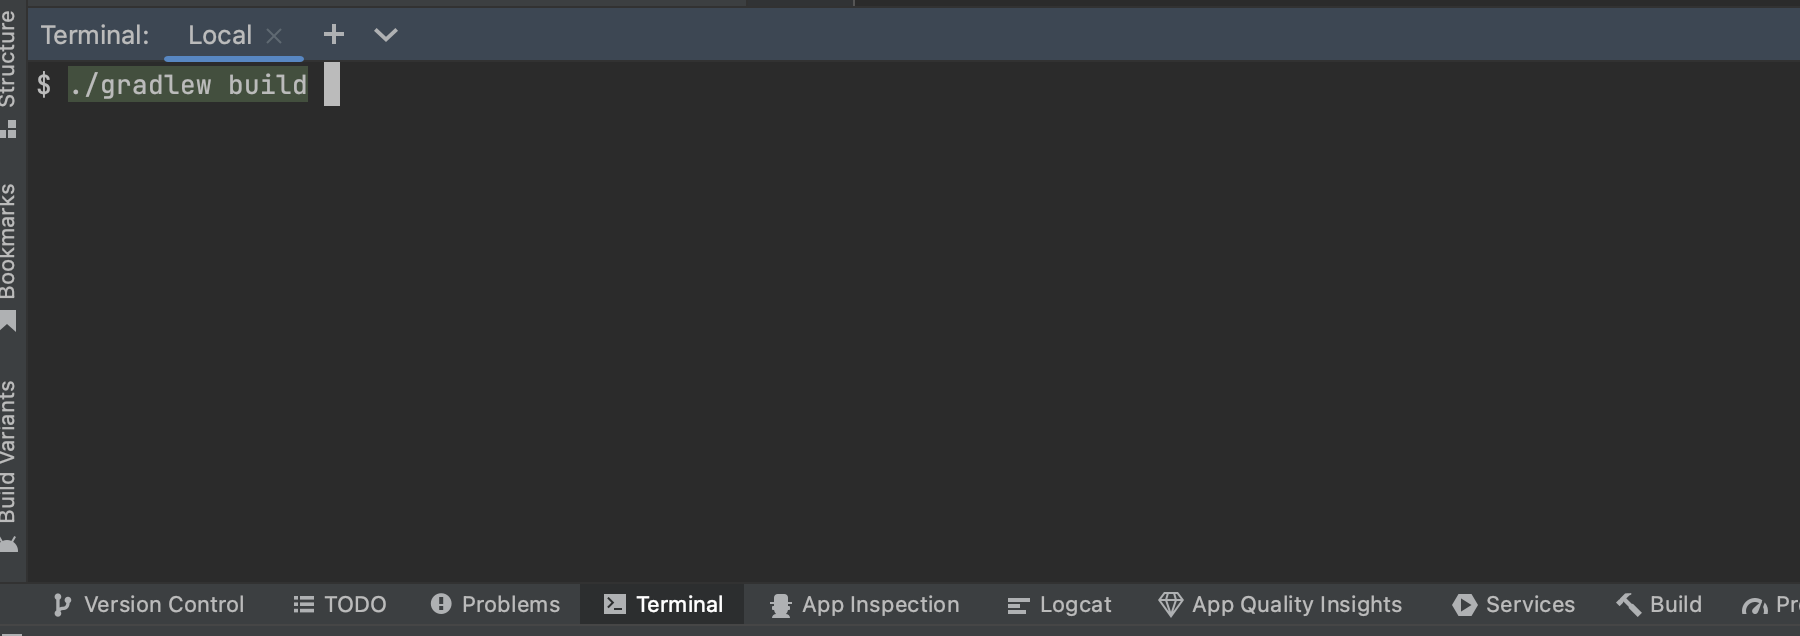 Terminal: Local
$ ./gradlew build
Structure
Bookmarks
Build Variants
Version Control TODO Problems Terminal App Inspection Logcat App Quality Insights Services Build